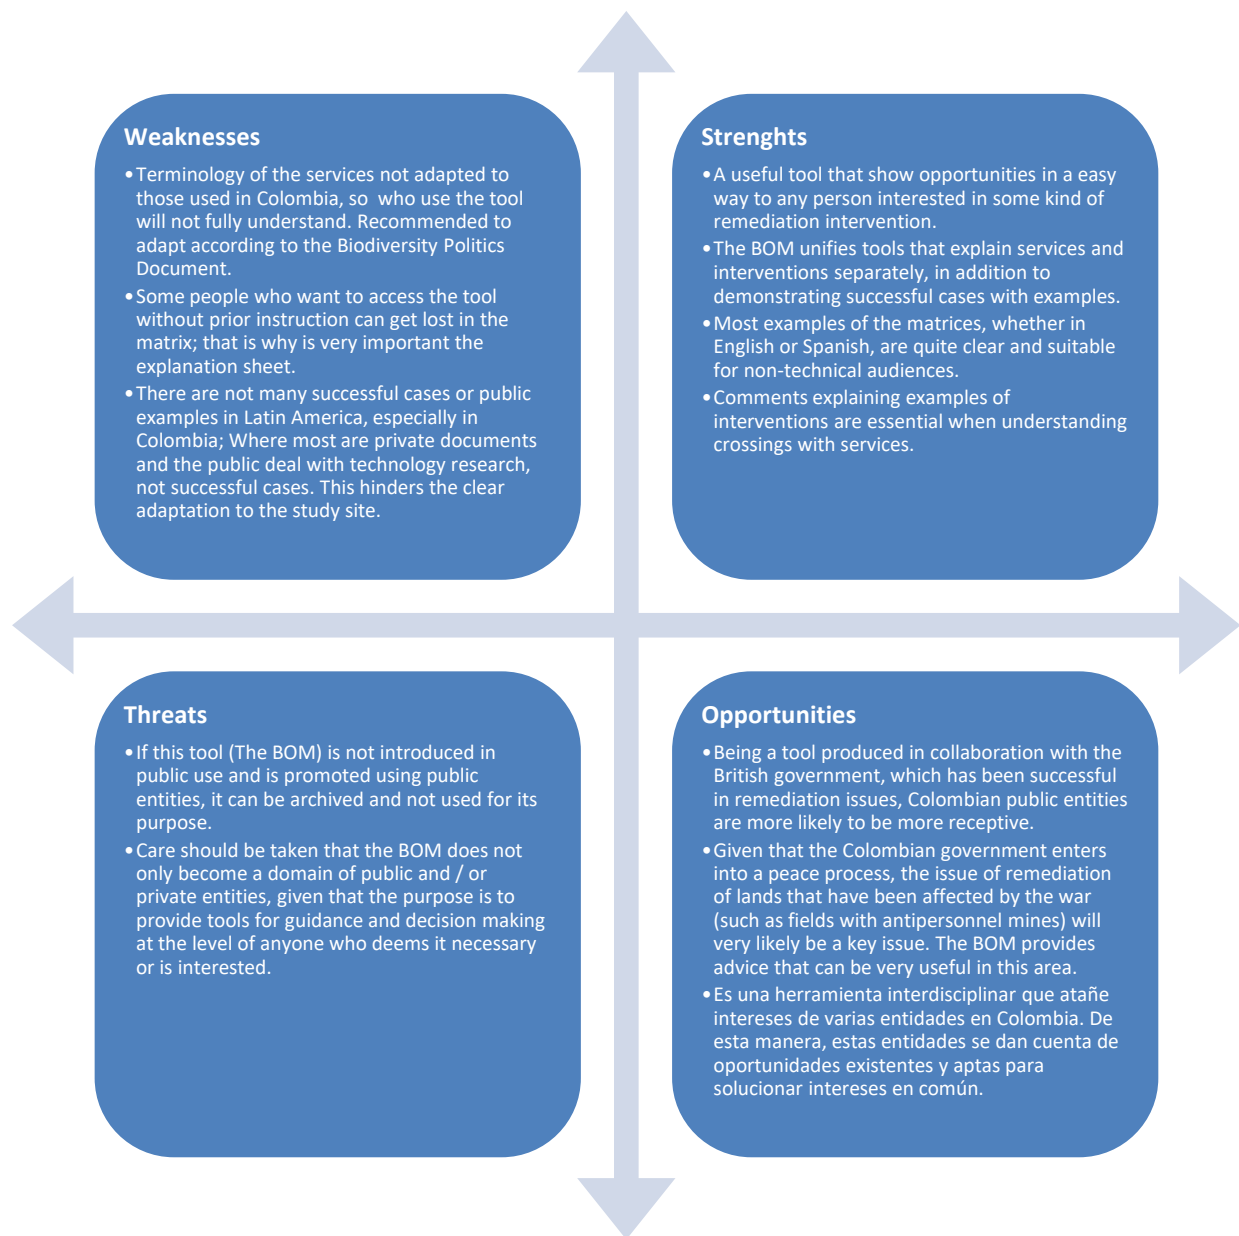 Weaknesses
•Terminology of the services not adapted to
those used in Colombia, so  who use the tool
will not fully understand. Recommended to
adapt according to the Biodiversity Politics
Document.
•Some people who want to access the tool
without prior instruction can get lost in the
matrix; that is why is very important the
explanation sheet.
•There are not many successful cases or public
examples in Latin America, especially in
Colombia; Where most are private documents
and the public deal with technology research,
not successful cases. This hinders the clear
adaptation to the study site.
Strenghts
•A useful tool that show opportunities in a easy
way to any person interested in some kind of
remediation intervention.
•The BOM unifies tools that explain services and
interventions separately, in addition to
demonstrating successful cases with examples.
•Most examples of the matrices, whether in
English or Spanish, are quite clear and suitable
for non-technical audiences.
•Comments explaining examples of
interventions are essential when understanding
crossings with services.
Threats
•If this tool (The BOM) is not introduced in
public use and is promoted using public
entities, it can be archived and not used for its
purpose.
•Care should be taken that the BOM does not
only become a domain of public and / or
private entities, given that the purpose is to
provide tools for guidance and decision making
at the level of anyone who deems it necessary
or is interested.
Opportunities
•Being a tool produced in collaboration with the
British government, which has been successful
in remediation issues, Colombian public entities
are more likely to be more receptive.
•Given that the Colombian government enters
into a peace process, the issue of remediation
of lands that have been affected by the war
(such as fields with antipersonnel mines) will
very likely be a key issue. The BOM provides
advice that can be very useful in this area.
•Es una herramienta interdisciplinar que atañe
intereses de varias entidades en Colombia. De
esta manera, estas entidades se dan cuenta de
oportunidades existentes y aptas para
solucionar intereses en común.